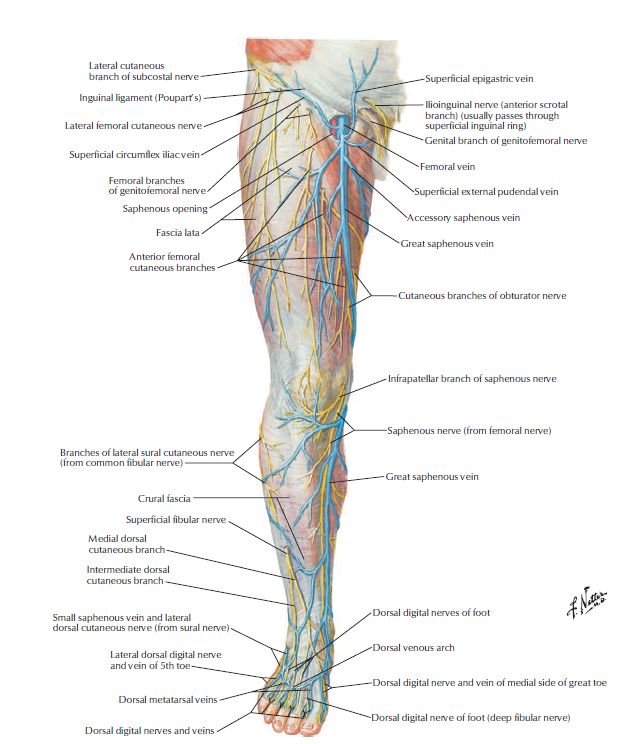 Lateral cutaneous
branch of subcostal nerve
Inguinal ligament (Poupart's)
Lateral femoral cutaneous nerve
Superficial circumflex iliac vein
Femoral branches
of genitofemoral nerve
Saphenous opening
Fascia lata
Anterior femoral
cutaneous branches
Branches of lateral sural cutaneous nerve
(from common fibular nerve)
Crural fascia
Superficial fibular nerve
Medial dorsal
cutaneous branch
Intermediate dorsal
cutaneous branch
Small saphenous vein and lateral
dorsal cutaneous nerve (from sural nerve)
Lateral dorsal digital nerve
and vein of 5th toe
Dorsal metatarsal veins
Dorsal digital nerves and veins
Superficial epigastric vein
Ilioinguinal nerve (anterior scrotal
branch) (usually passes through
superficial inguinal ring)
Genital branch of genitofemoral nerve
Femoral vein
Superficial external pudendal vein
Accessory saphenous vein
Great saphenous vein
Cutaneous branches of obturator nerve
Infrapatellar branch of saphenous nerve
Saphenous nerve (from femoral nerve)
Great saphenous vein
Dorsal digital nerves of foot
Dorsal venous arch
Dorsal digital nerve and vein of medial side of great toe
Dorsal digital nerve of foot (deep fibular nerve)
F. Netter
M.D.